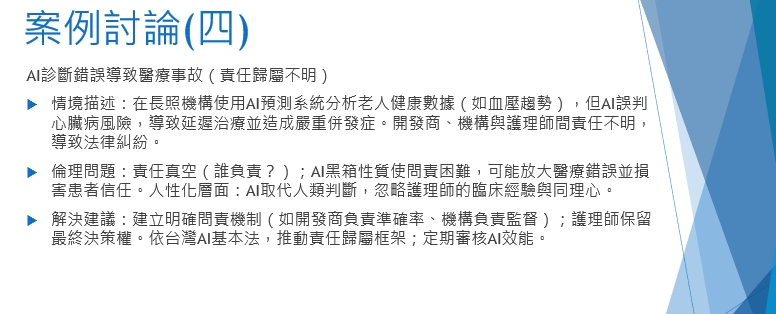 案例討論(四)
AI診斷錯誤導致醫療事故（責任歸屬不明）
情境描述：在長照機構使用AI預測系統分析老人健康數據（如血壓趨勢），但AI誤判
心臟病風險，導致延遲治療並造成嚴重併發症。開發商、機構與護理師間責任不明，
導致法律糾紛。
倫理問題：責任真空（誰負責？）；AI黑箱性質使問責困難，可能放大醫療錯誤並損
害患者信任。人性化層面：AI取代人類判斷，忽略護理師的臨床經驗與同理心。
解決建議：建立明確問責機制（如開發商負責準確率、機構負責監督）；護理師保留
最終決策權。依台灣AI基本法，推動責任歸屬框架；定期審核AI效能。